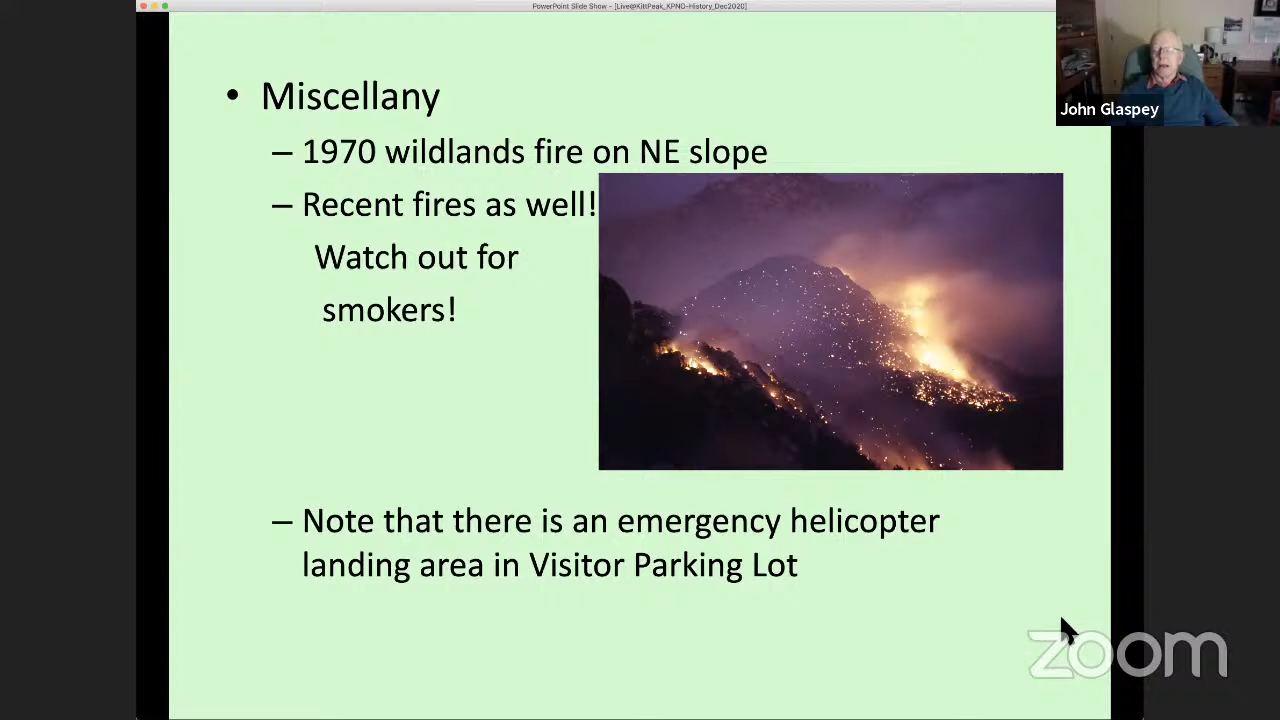 PowerPoint Slide Show - [Live@KittPeak_KPNO-History_Dec2020]
• Miscellany
– 1970 wildlands fire on NE slope
– Recent fires as well!
Watch out for
smokers!
– Note that there is an emergency helicopter
landing area in Visitor Parking Lot
John Glaspey
zoom